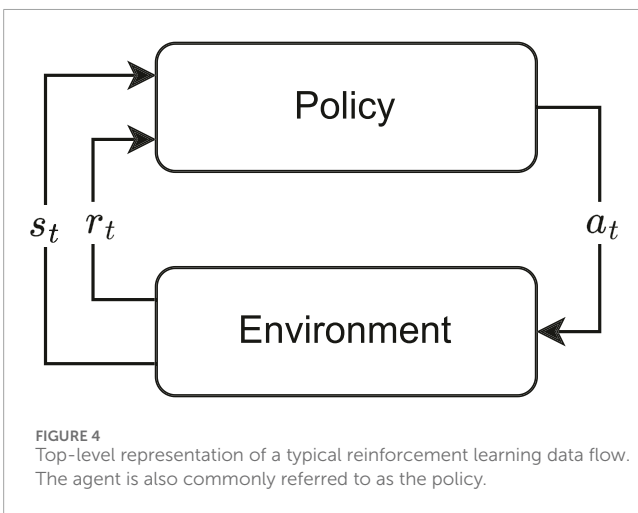 Policy
s_t r_t a_t
Environment
FIGURE 4
Top-level representation of a typical reinforcement learning data flow.
The agent is also commonly referred to as the policy.